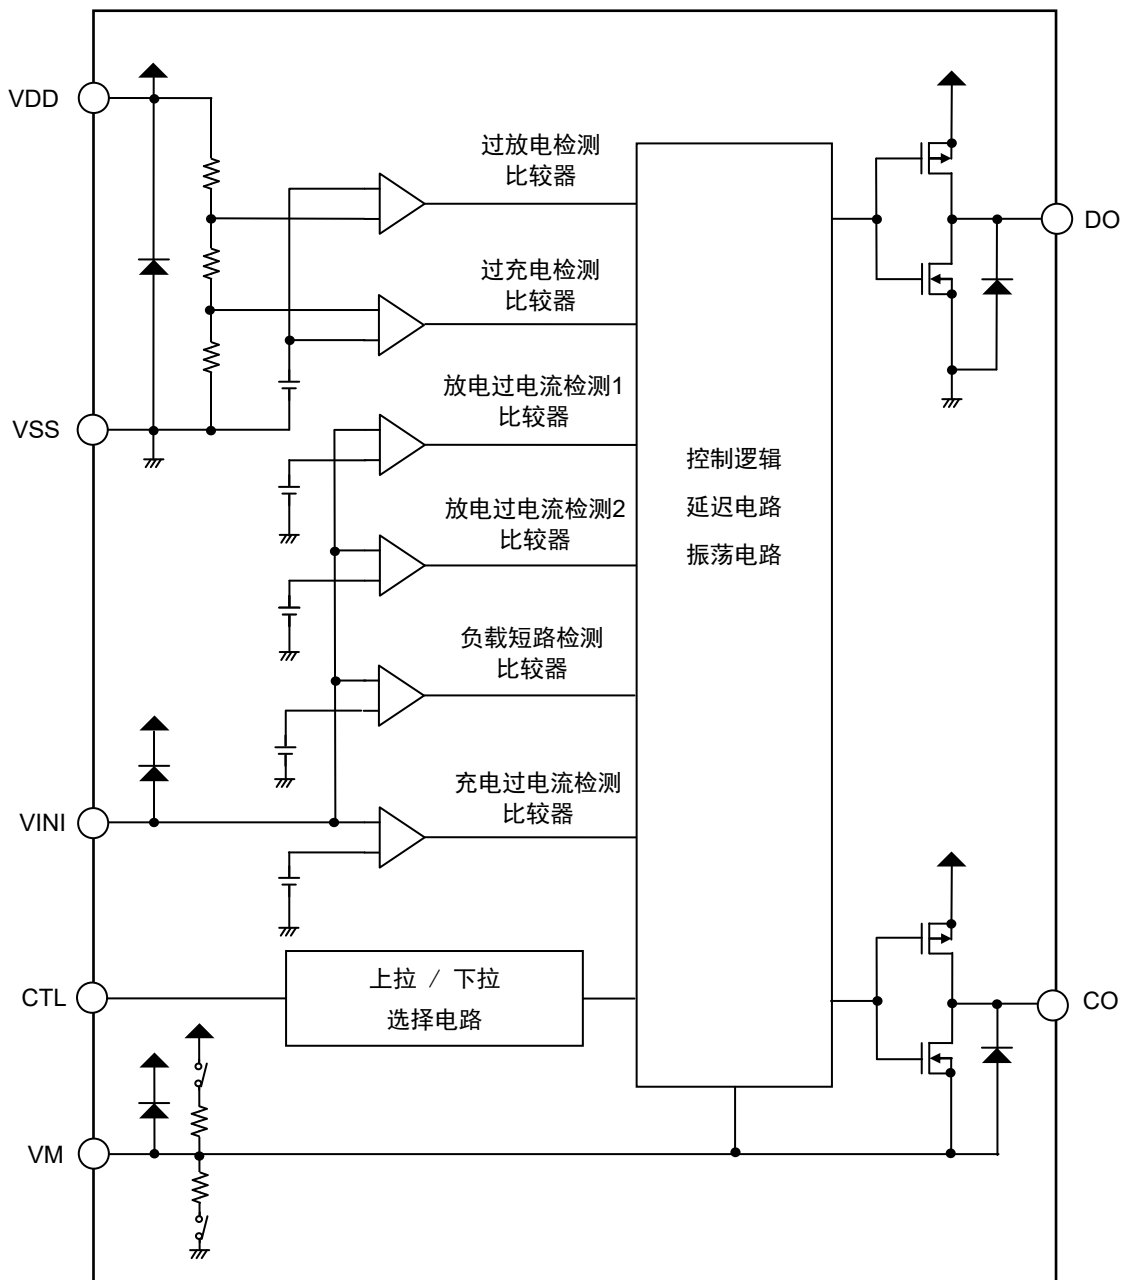 VDD
过放电检测
比较器
DO
过充电检测
比较器
放电过电流检测1
比较器
VSS
控制逻辑
延迟电路
振荡电路
放电过电流检测2
比较器
负载短路检测
比较器
充电过电流检测
比较器
VINI
上拉 / 下拉
选择电路
CTL
CO
VM